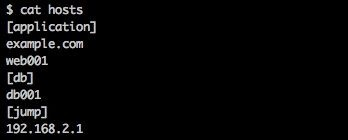 $ cat hosts
[application]
example.com
web001
[db]
db001
[jump]
192.168.2.1